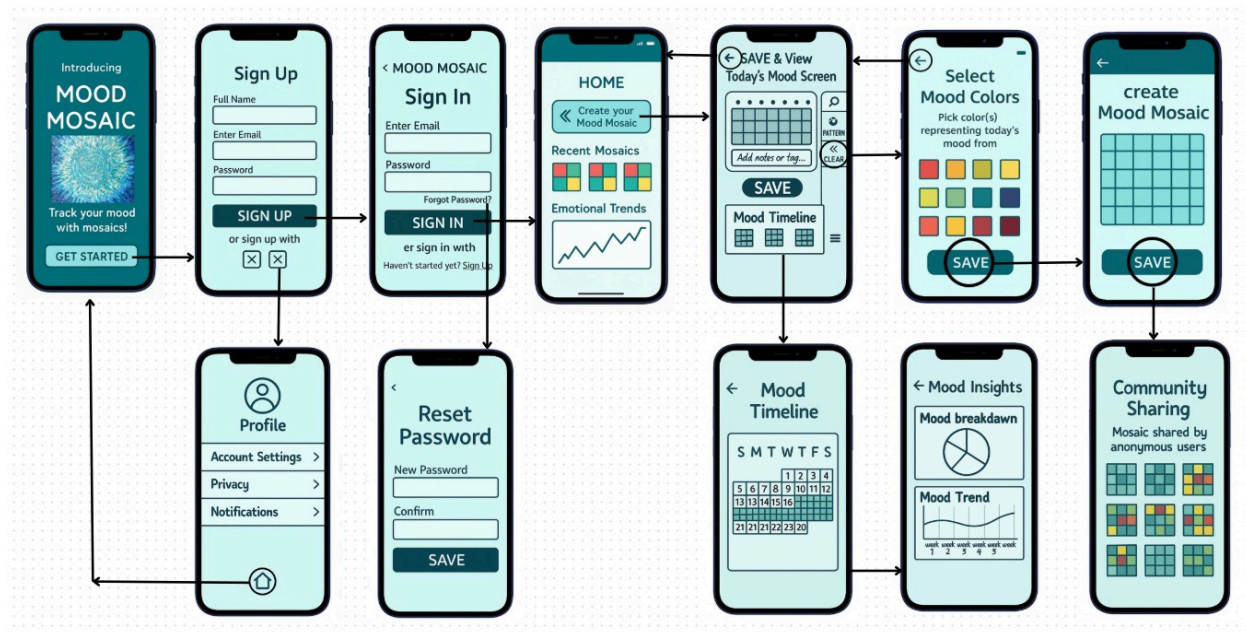 Introducing
MOOD
MOSAIC
Track your mood
with mosaics!
GET STARTED
Sign Up
Full Name
Enter Email
Password
SIGN UP
or sign up with
< MOOD MOSAIC
Sign In
Enter Email
Password
Forgot Password?
SIGN IN
er sign in with
Haven't started yet? Sign Up
HOME
Create your
Mood Mosaic
Recent Mosaics
Emotional Trends
SAVE & View
Today's Mood Screen
PATTERN
CLEAR
Add notes or tag...
SAVE
Mood Timeline
Select
Mood Colors
Pick color(s)
representing today's
mood from
SAVE
create
Mood Mosaic
SAVE
Profile
Account Settings >
Privacy >
Notifications >
<
Reset
Password
New Password
Confirm
SAVE
Mood
Timeline
S M T W T F S
1 2 3 4
5 6 7 8 9 10 11 12
13 13 14 15 16
21 21 21 22 23 20
Mood Insights
Mood breakdawn
Mood Trend
week week week week week week
1 2 3 4 5
Community
Sharing
Mosaic shared by
anonymous users